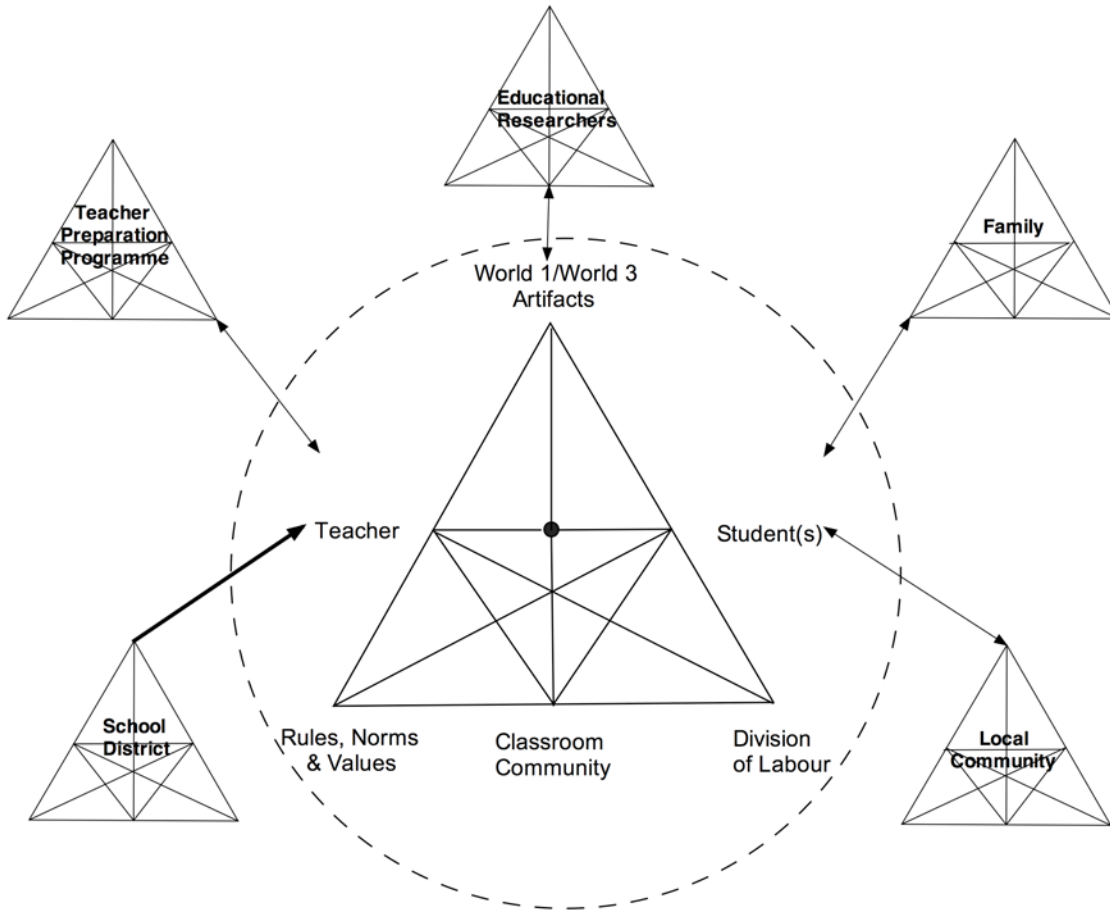 Educational
Researchers
Teacher
Preparation
Programme
Family
World 1/World 3
Artifacts
Teacher
Student(s)
School
District
Rules, Norms
& Values
Classroom
Community
Division
of Labour
Local
Community